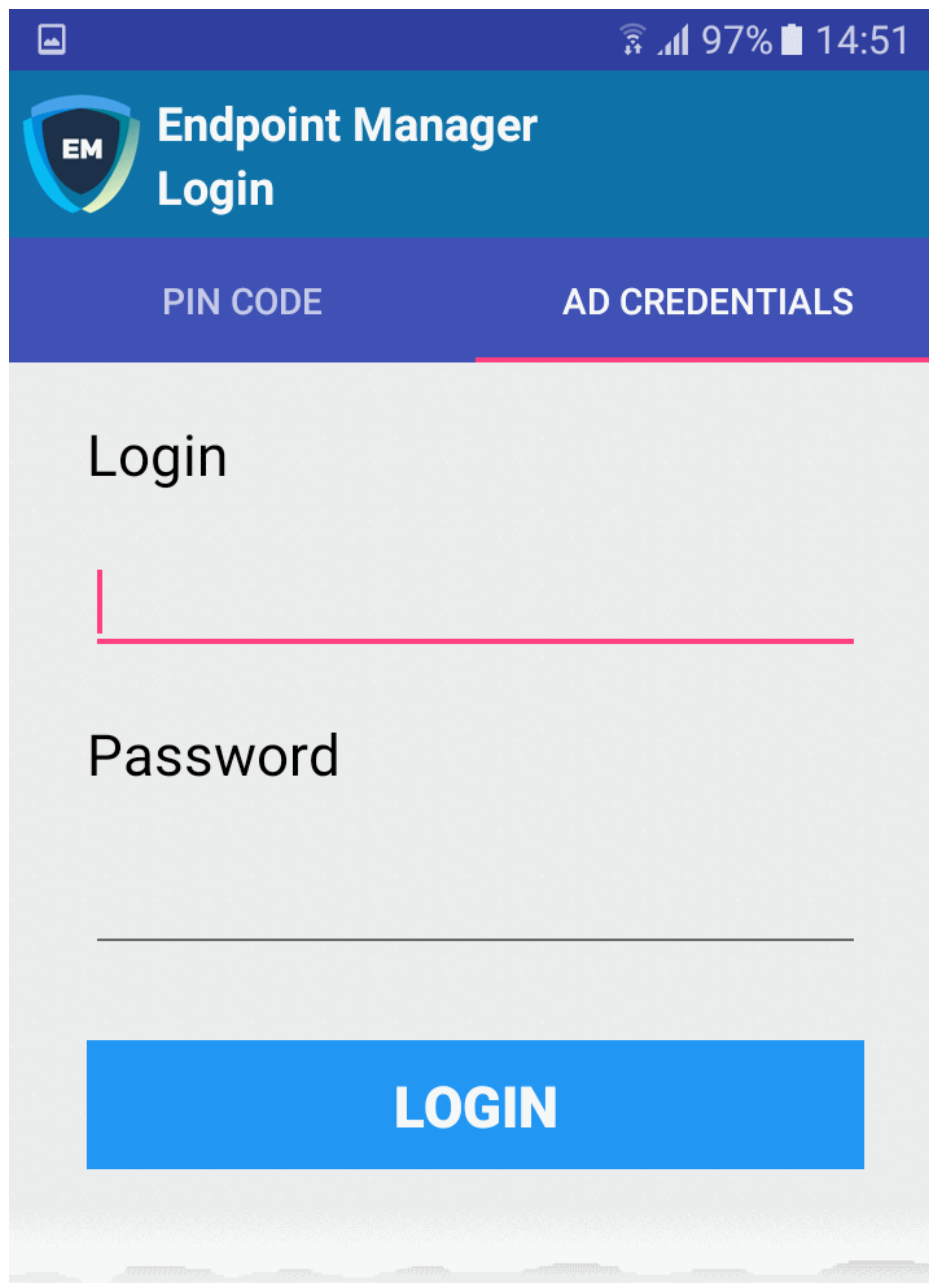 97% 14:51
EM
Endpoint Manager
Login
PIN CODE AD CREDENTIALS
Login
Password
LOGIN